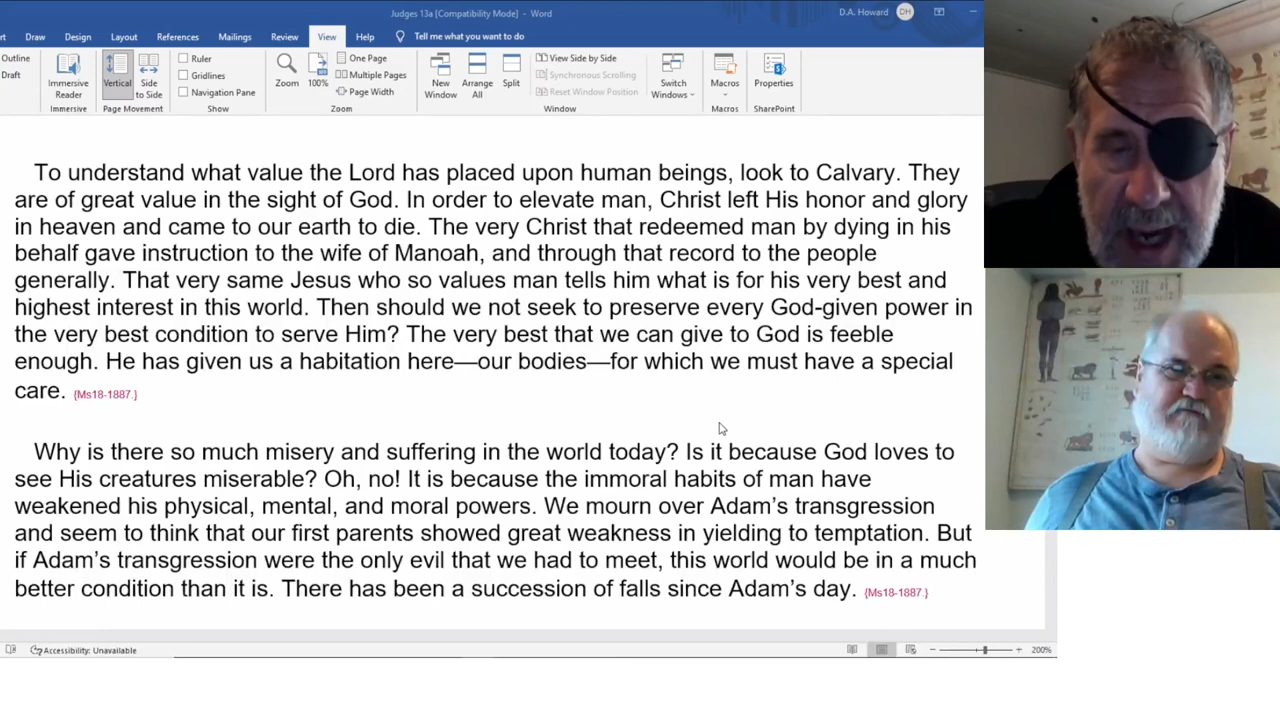 Judges 13a [Compatibility Mode] - Word
D.A. Howard DH
rt Draw Design Layout References Mailings Review View Help Tell me what you want to do
Outline
Draft
Immersive Reader
Immersive
Vertical
Side to Side
Page Movement
Ruler
Gridlines
Navigation Pane
Show
Zoom
100%
One Page
Multiple Pages
Page Width
Zoom
New Window
Arrange All
Split
View Side by Side
Synchronous Scrolling
Reset Window Position
Window
Switch Windows
Macros
Macros
Properties
SharePoint
To understand what value the Lord has placed upon human beings, look to Calvary. They
are of great value in the sight of God. In order to elevate man, Christ left His honor and glory
in heaven and came to our earth to die. The very Christ that redeemed man by dying in his
behalf gave instruction to the wife of Manoah, and through that record to the people
generally. That very same Jesus who so values man tells him what is for his very best and
highest interest in this world. Then should we not seek to preserve every God-given power in
the very best condition to serve Him? The very best that we can give to God is feeble
enough. He has given us a habitation here—our bodies—for which we must have a special
care. {Ms18-1887.}
Why is there so much misery and suffering in the world today? Is it because God loves to
see His creatures miserable? Oh, no! It is because the immoral habits of man have
weakened his physical, mental, and moral powers. We mourn over Adam’s transgression
and seem to think that our first parents showed great weakness in yielding to temptation. But
if Adam’s transgression were the only evil that we had to meet, this world would be in a much
better condition than it is. There has been a succession of falls since Adam’s day. {Ms18-1887.}
Accessibility: Unavailable
200%